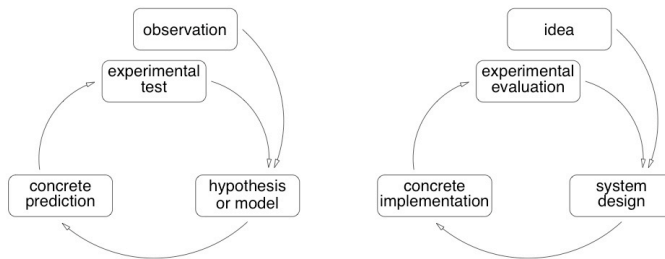 observation
experimental
test
concrete
prediction
hypothesis
or model
idea
experimental
evaluation
concrete
implementation
system
design